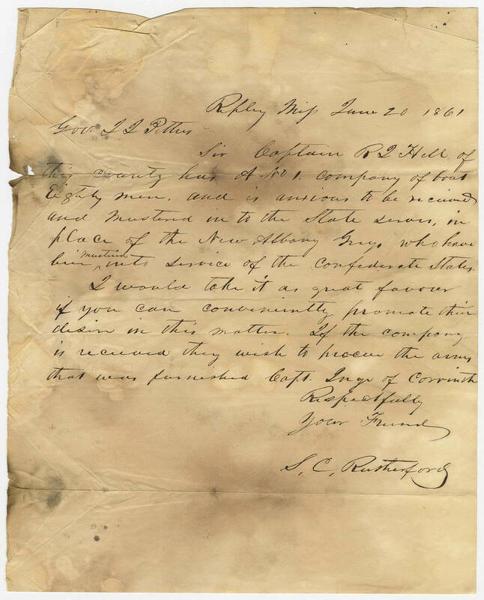 Ripley Miss June 20 1861
Gov. J J Pettus
Sir Captain R J Hill of
this county has A No 1. company of bout
Eighty men, and is anxious to be received
and Mustered in to the State servis, in
place of the New Albany Greys who have
been mustered into service of the Confederate States.
I would take it as great favour
if you can conveniently promote their
desire in this matter. If the company
is received they wish to procure the arms
that was furnished Capt. Inge of Corinth
Respectfully
Your Friend
S. C. Rutherford